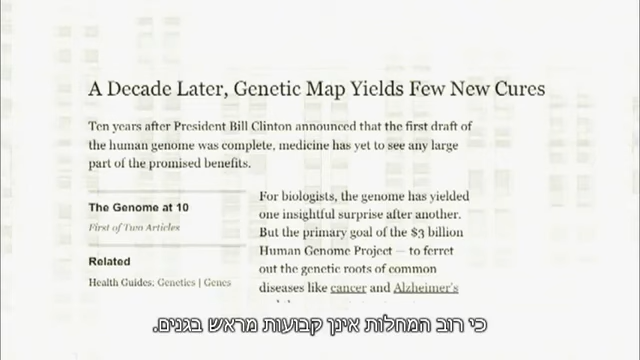 A Decade Later, Genetic Map Yields Few New Cures
Ten years after President Bill Clinton announced that the first draft of
the human genome was complete, medicine has yet to see any large
part of the promised benefits.
The Genome at 10
First of Two Articles
Related
Health Guides: Genetics | Genes
For biologists, the genome has yielded
one insightful surprise after another.
But the primary goal of the $3 billion
Human Genome Project — to ferret
out the genetic roots of common
diseases like cancer and Alzheimer's
כי רוב המחלות אינן קבועות מראש בגנים.